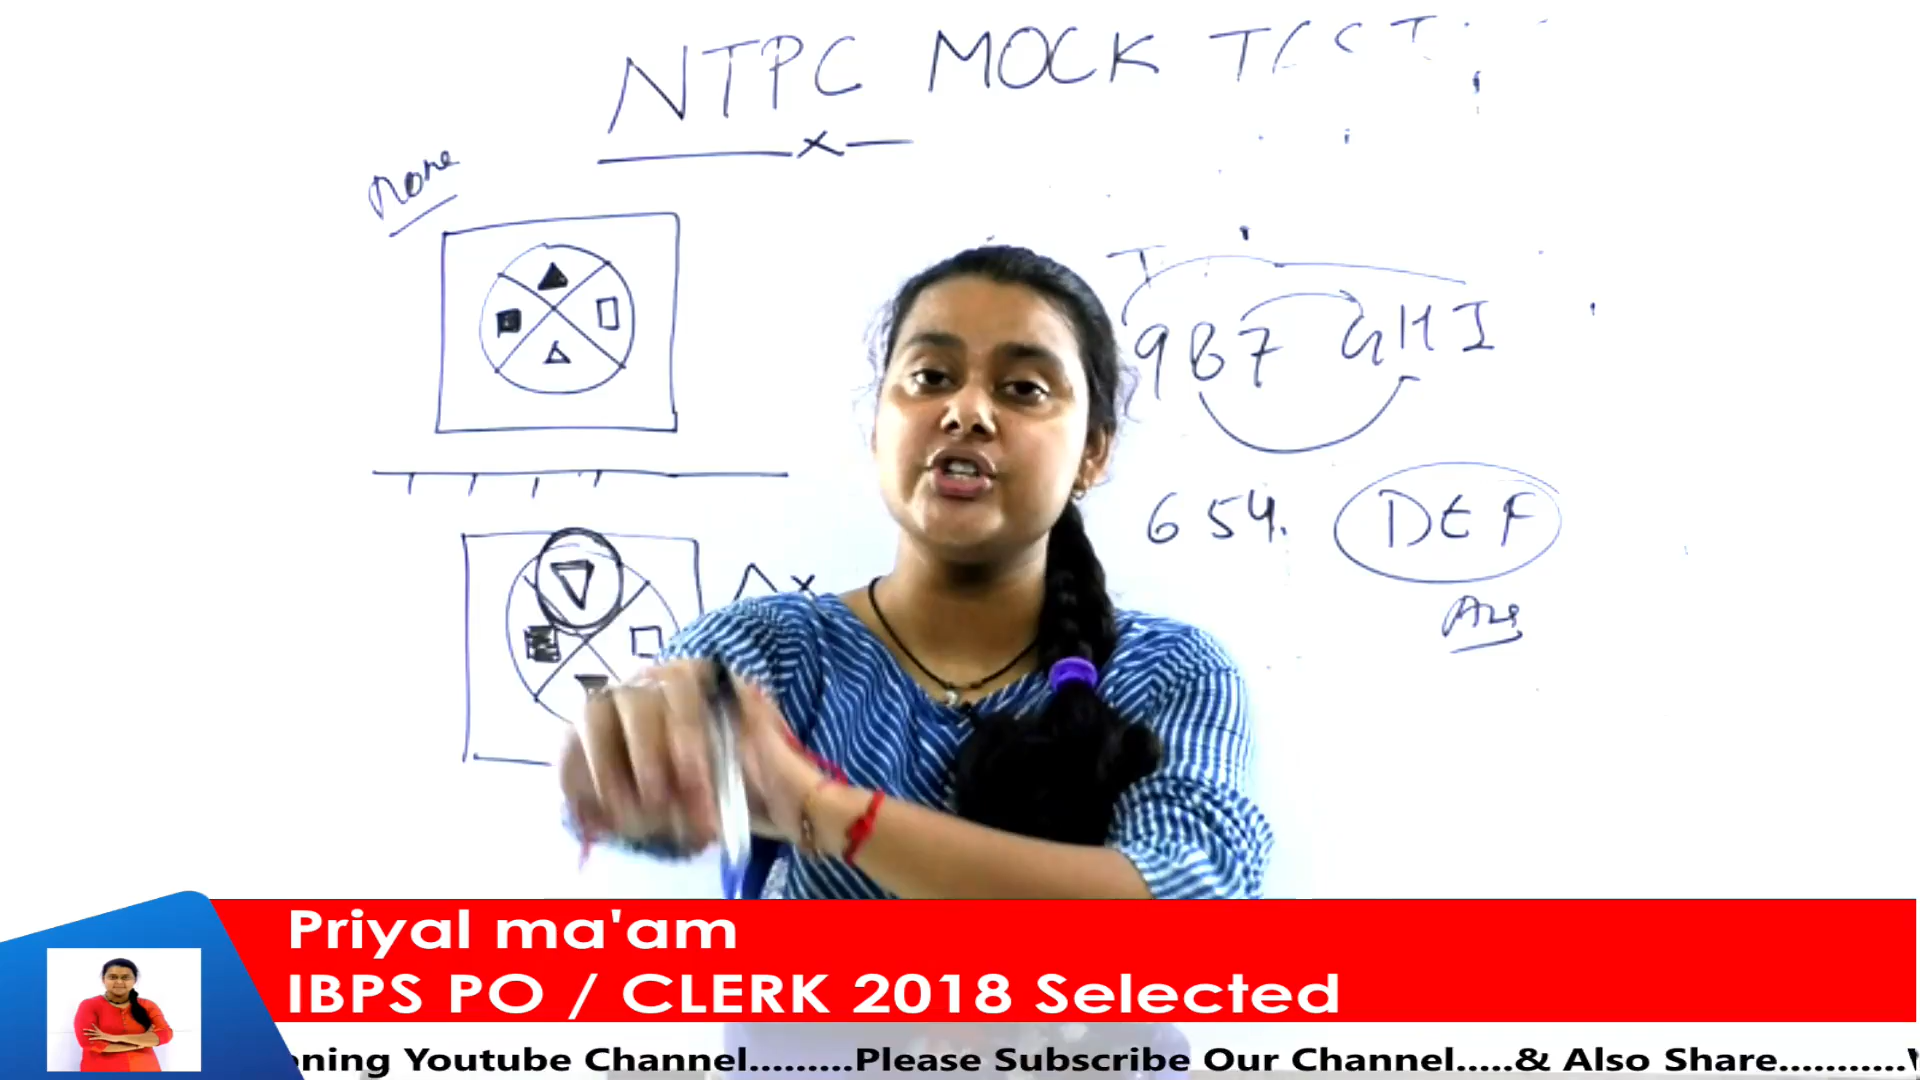 NTPC MOCK TEST
x
none
987 GHI
654. DEF
Ans
Priyal ma'am
IBPS PO / CLERK 2018 Selected
oning Youtube Channel.........Please Subscribe Our Channel.....& Also Share...........